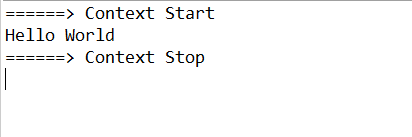 ======> Context Start
Hello World
======> Context Stop